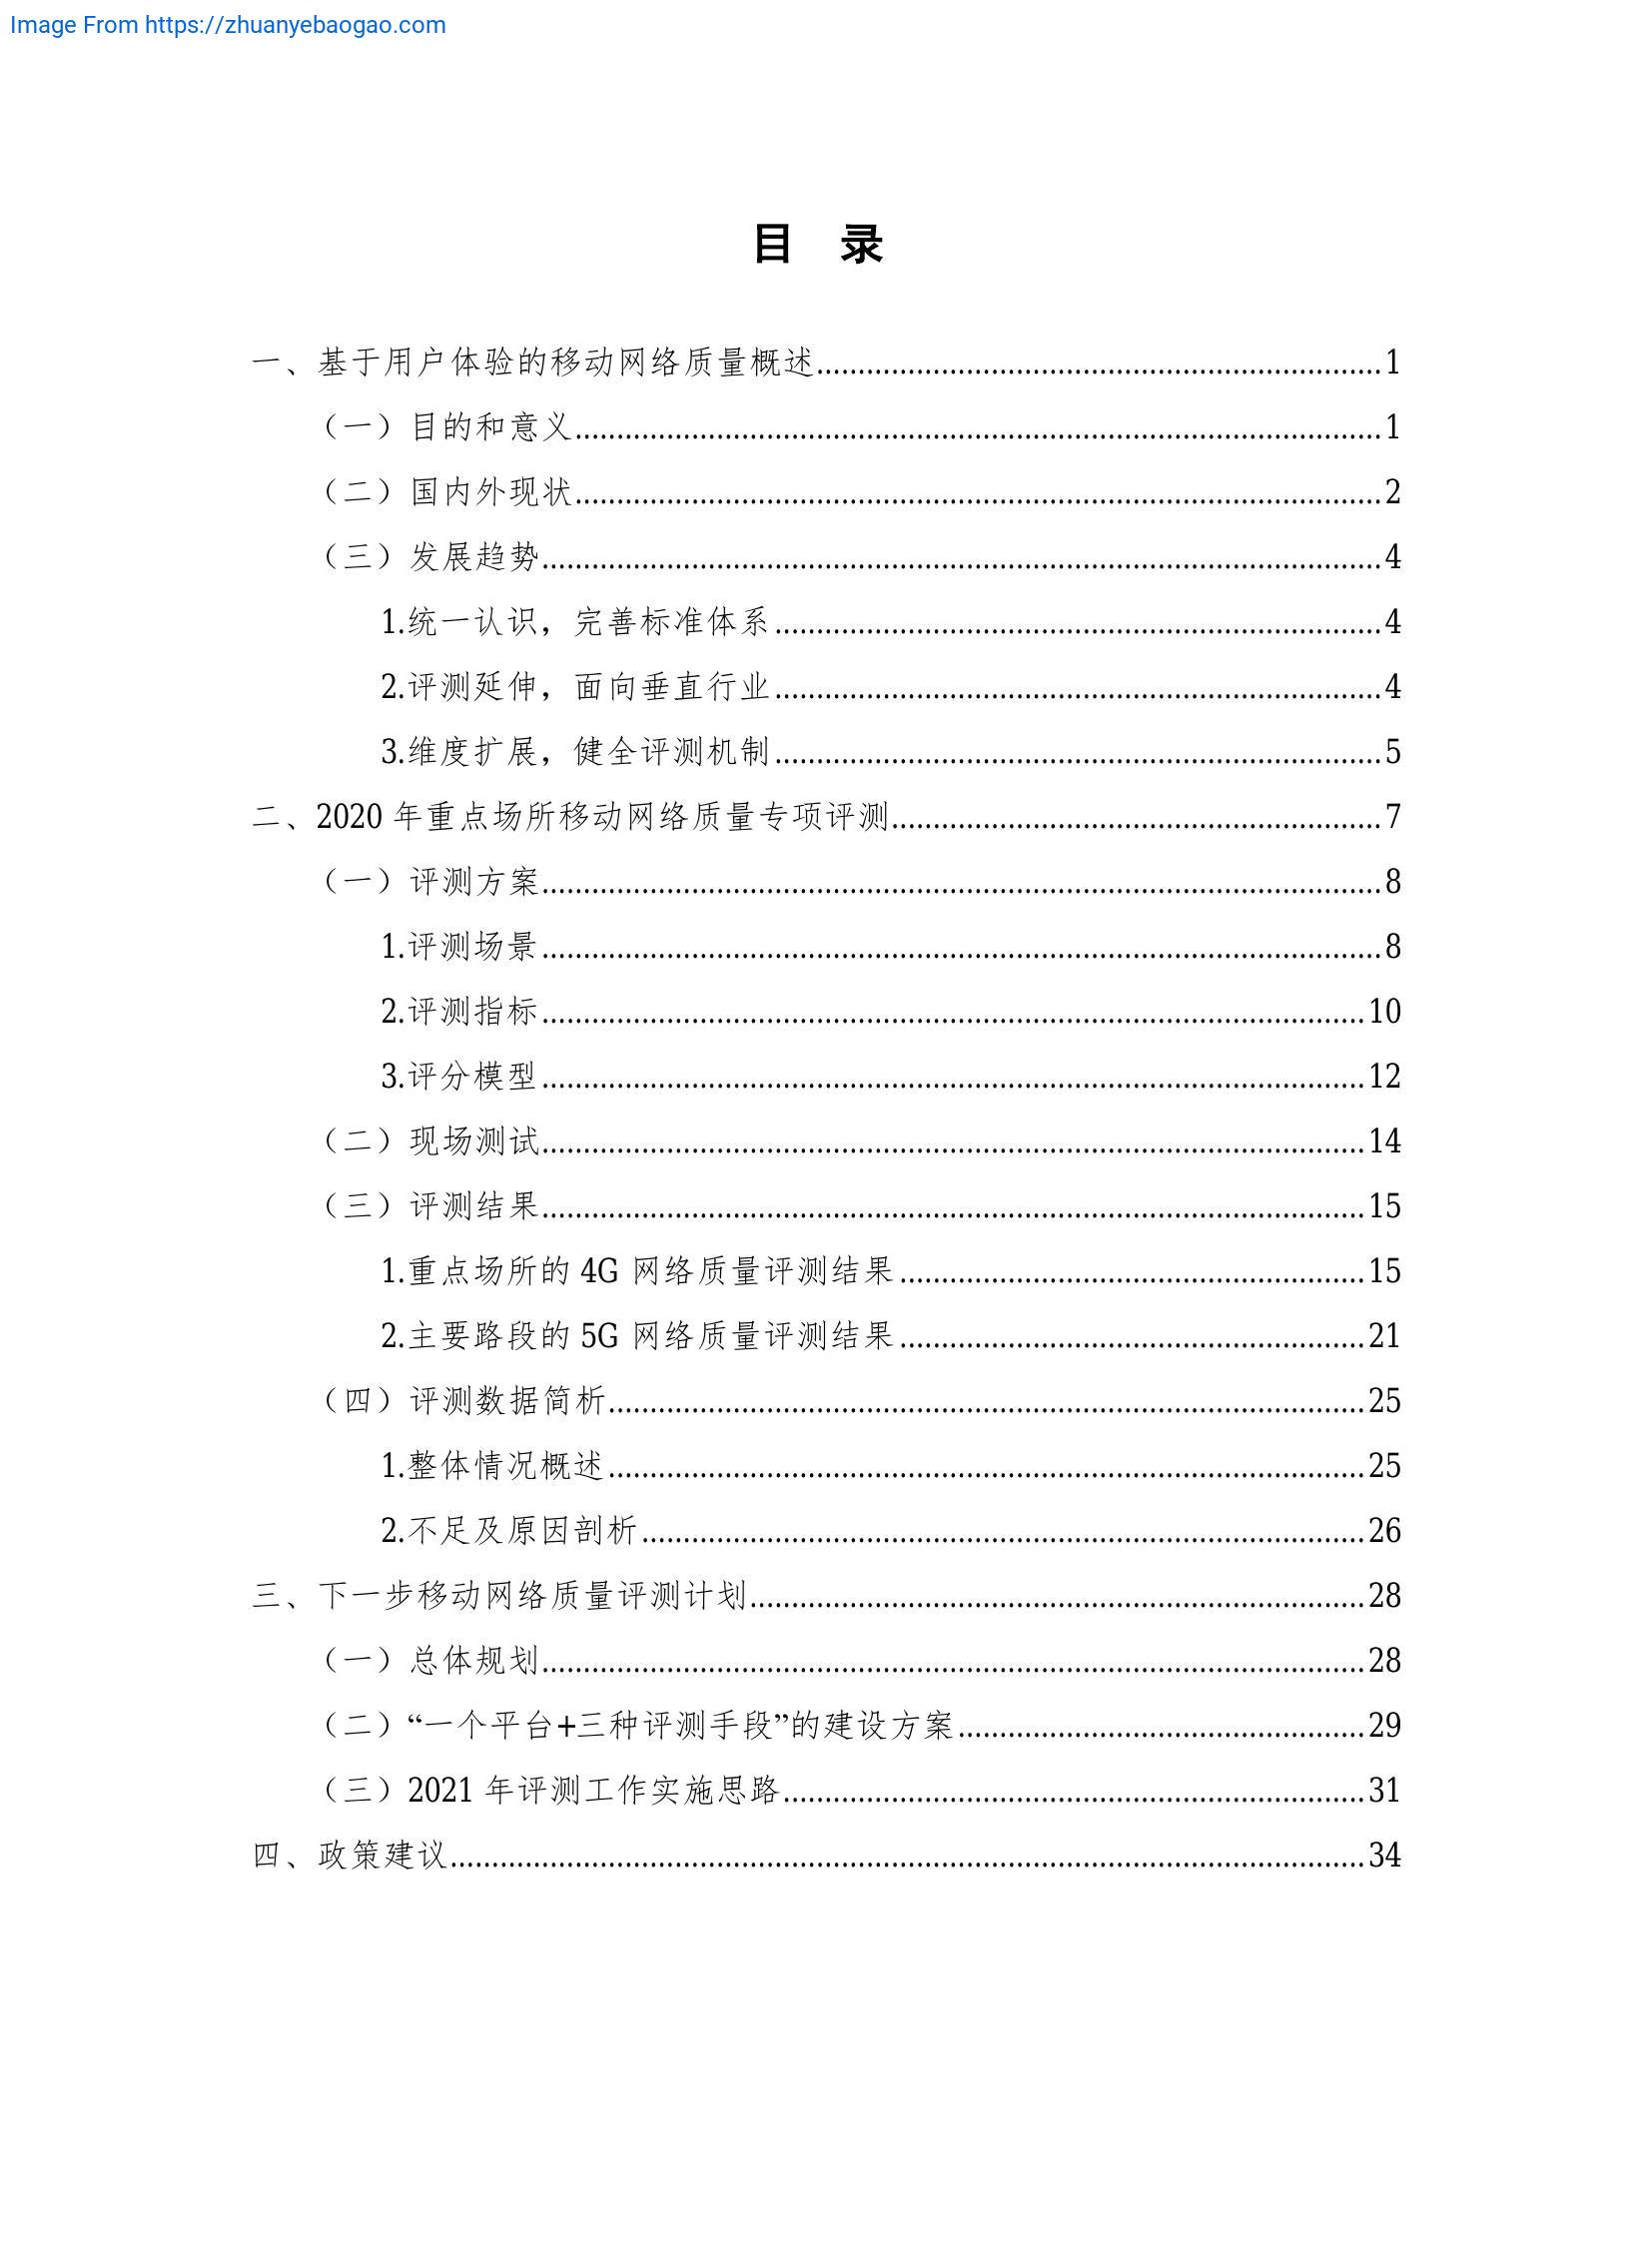 Image From https://zhuanyebaogao.com
目 录
一、基于用户体验的移动网络质量概述........................................1
（一）目的和意义........................................1
（二）国内外现状........................................2
（三）发展趋势........................................4
1.统一认识，完善标准体系........................................4
2.评测延伸，面向垂直行业........................................4
3.维度扩展，健全评测机制........................................5
二、2020 年重点场所移动网络质量专项评测........................................7
（一）评测方案........................................8
1.评测场景........................................8
2.评测指标........................................10
3.评分模型........................................12
（二）现场测试........................................14
（三）评测结果........................................15
1.重点场所的 4G 网络质量评测结果........................................15
2.主要路段的 5G 网络质量评测结果........................................21
（四）评测数据简析........................................25
1.整体情况概述........................................25
2.不足及原因剖析........................................26
三、下一步移动网络质量评测计划........................................28
（一）总体规划........................................28
（二）“一个平台+三种评测手段”的建设方案........................................29
（三）2021 年评测工作实施思路........................................31
四、政策建议........................................34